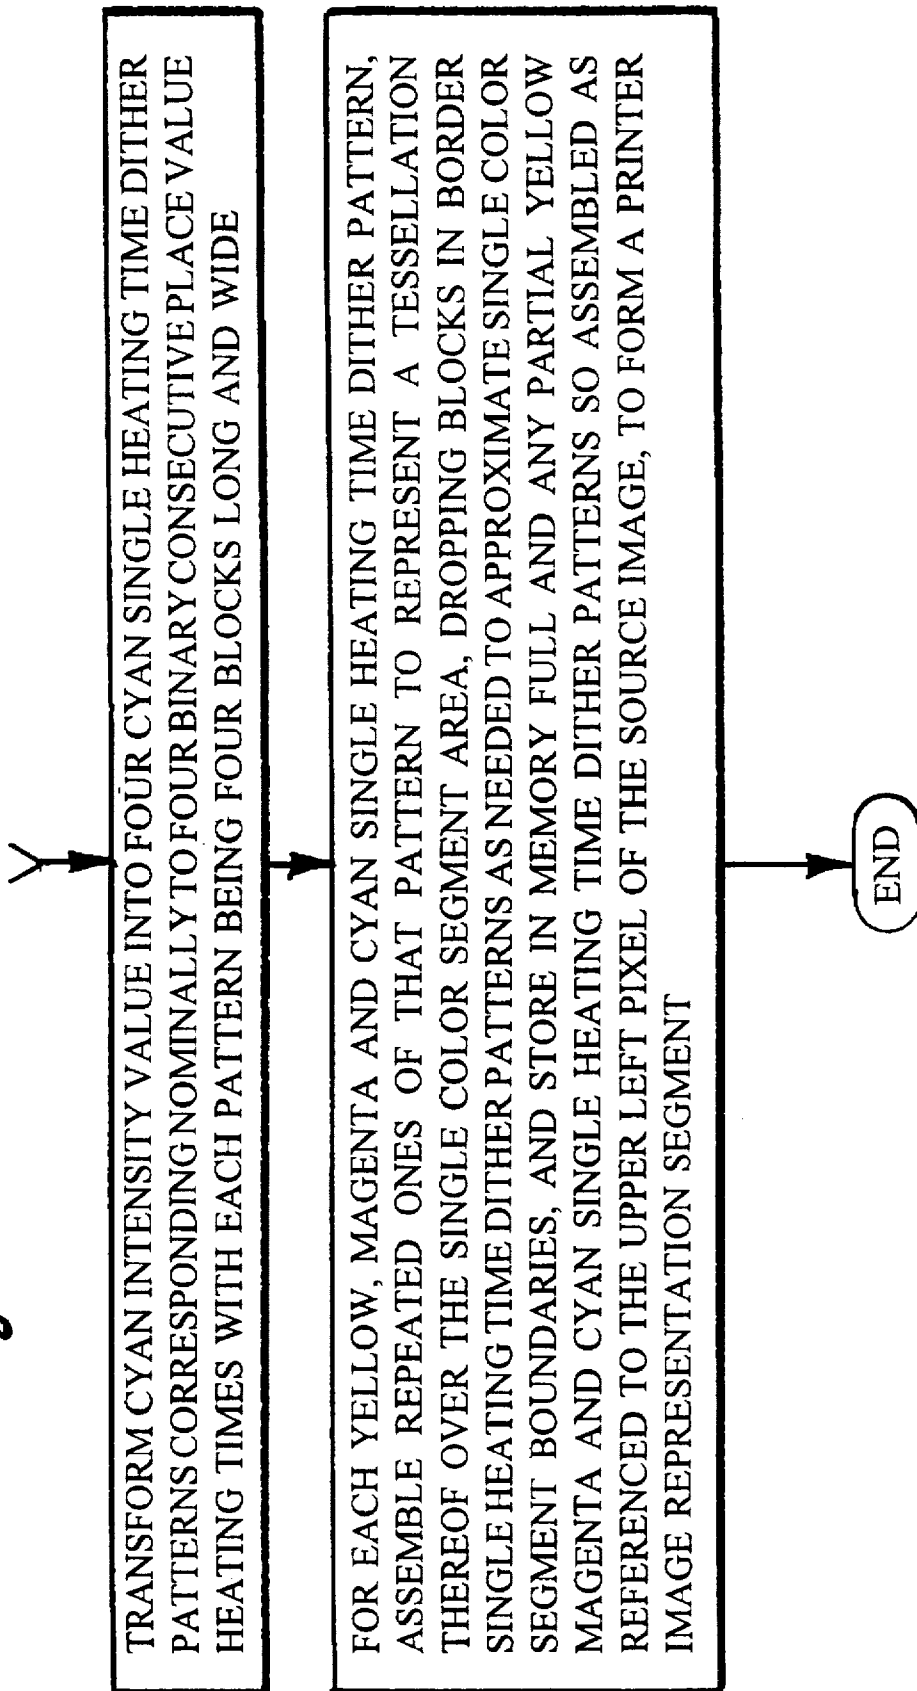 TRANSFORM CYAN INTENSITY VALUE INTO FOUR CYAN SINGLE HEATING TIME DITHER
PATTERNS CORRESPONDING NOMINALLY TO FOUR BINARY CONSECUTIVE PLACE VALUE
HEATING TIMES WITH EACH PATTERN BEING FOUR BLOCKS LONG AND WIDE
FOR EACH YELLOW, MAGENTA AND CYAN SINGLE HEATING TIME DITHER PATTERN,
ASSEMBLE REPEATED ONES OF THAT PATTERN TO REPRESENT A TESSELLATION
THEREOF OVER THE SINGLE COLOR SEGMENT AREA, DROPPING BLOCKS IN BORDER
SINGLE HEATING TIME DITHER PATTERNS AS NEEDED TO APPROXIMATE SINGLE COLOR
SEGMENT BOUNDARIES, AND STORE IN MEMORY FULL AND ANY PARTIAL YELLOW
MAGENTA AND CYAN SINGLE HEATING TIME DITHER PATTERNS SO ASSEMBLED AS
REFERENCED TO THE UPPER LEFT PIXEL OF THE SOURCE IMAGE, TO FORM A PRINTER
IMAGE REPRESENTATION SEGMENT
END